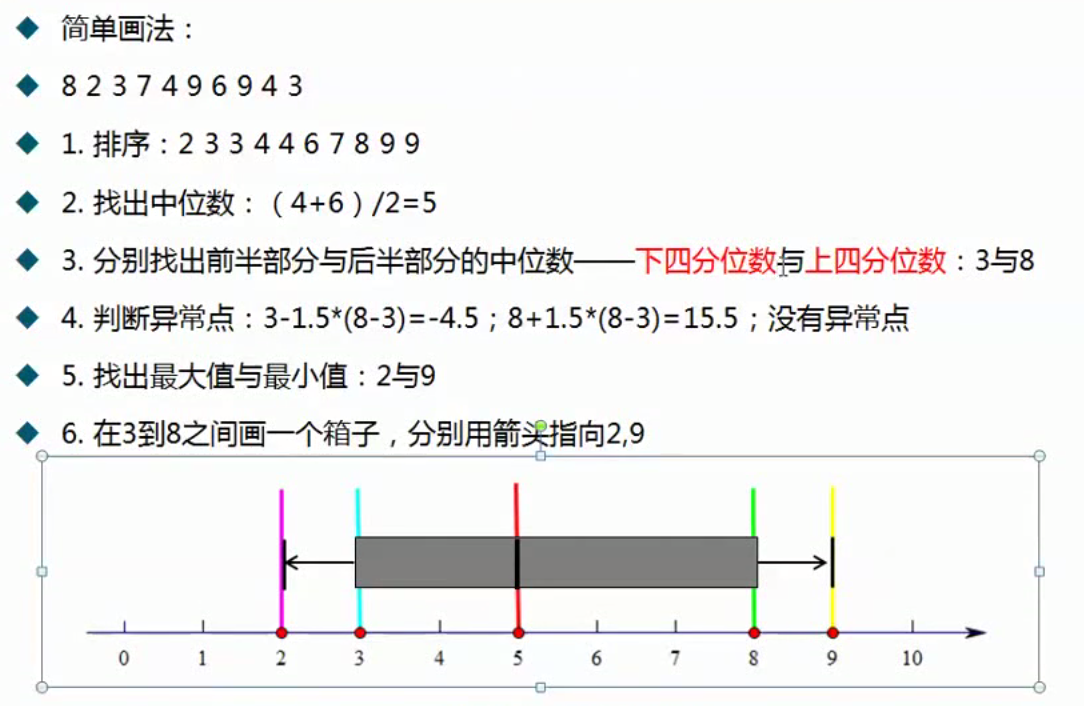 简单画法：
8 2 3 7 4 9 6 9 4 3
1. 排序：2 3 3 4 4 6 7 8 9 9
2. 找出中位数：（4+6）/2=5
3. 分别找出前半部分与后半部分的中位数——下四分位数与上四分位数：3与8
4. 判断异常点：3-1.5*(8-3)=-4.5；8+1.5*(8-3)=15.5；没有异常点
5. 找出最大值与最小值：2与9
6. 在3到8之间画一个箱子，分别用箭头指向2,9
0 1 2 3 4 5 6 7 8 9 10